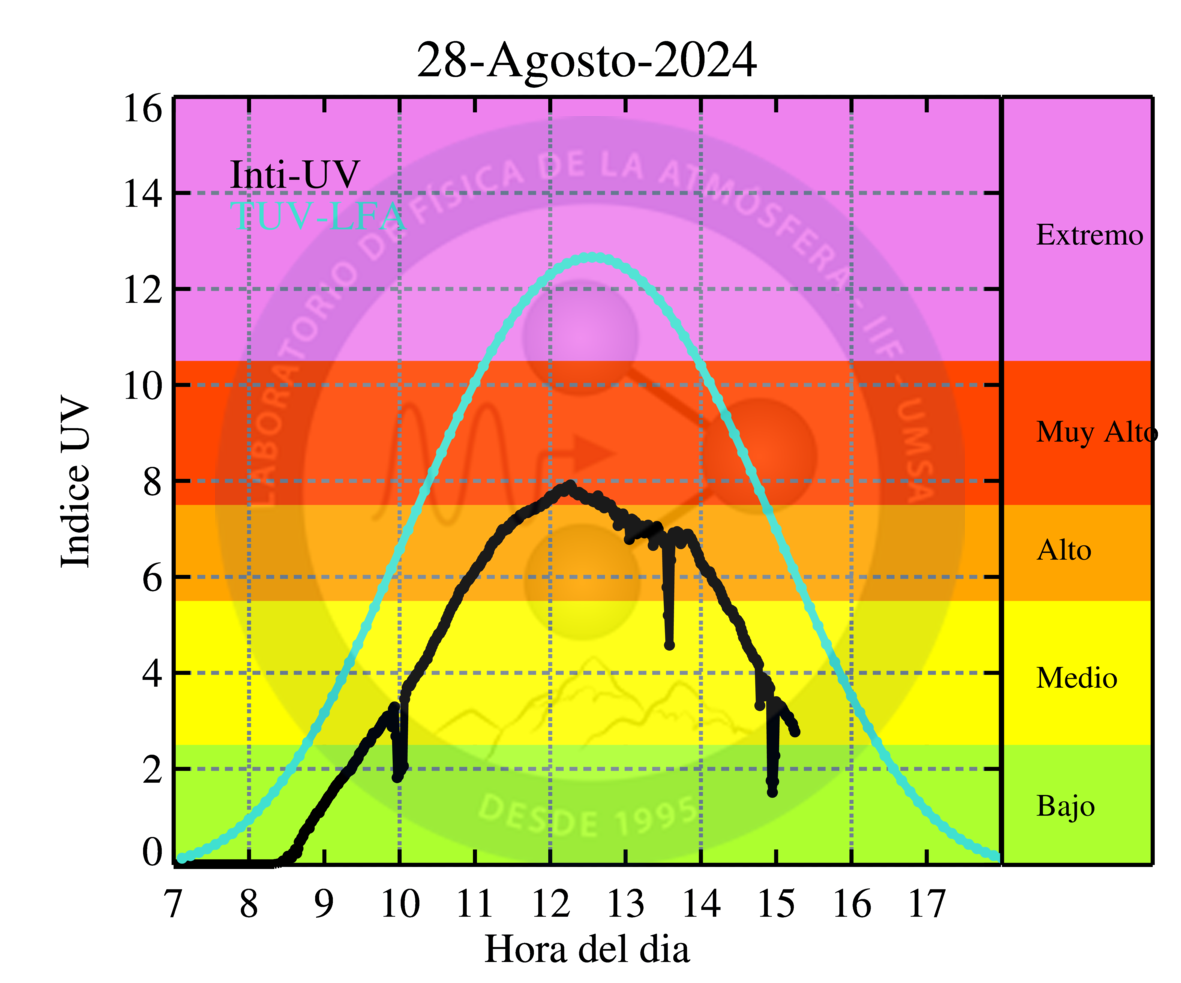 28-Agosto-2024
16
14
12
10
8
6
4
2
0
Indice UV
Inti-UV
TUV-LFA
LABORATORIO DE FÍSICA DE LA ATMÓSFERA - IIF - UMSA
DESDE 1995
Extremo
Muy Alto
Alto
Medio
Bajo
7 8 9 10 11 12 13 14 15 16 17
Hora del dia